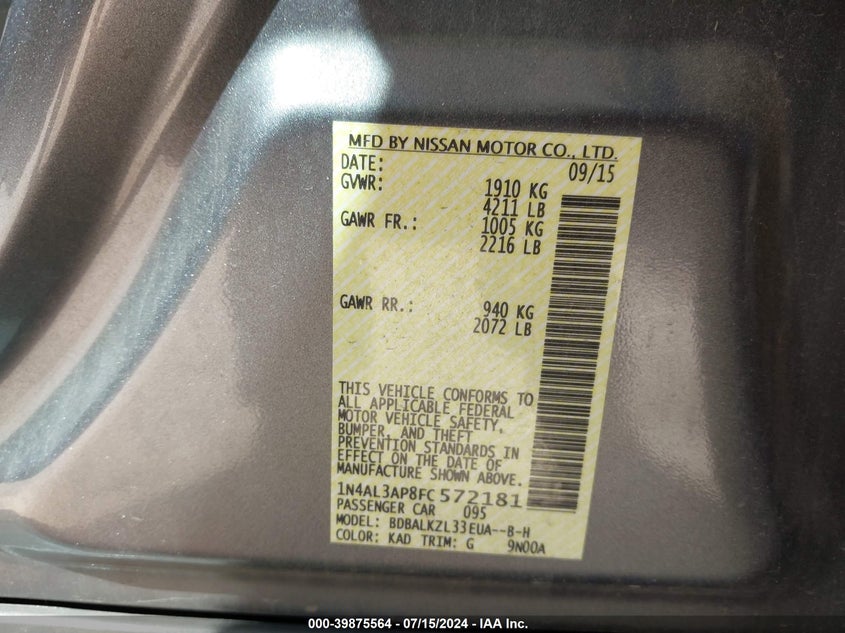 MFD BY NISSAN MOTOR CO., LTD.
DATE: 09/15
GVWR: 1910 KG
4211 LB
GAWR FR.: 1005 KG
2216 LB
GAWR RR.: 940 KG
2072 LB
THIS VEHICLE CONFORMS TO
ALL APPLICABLE FEDERAL
MOTOR VEHICLE SAFETY,
BUMPER, AND THEFT
PREVENTION STANDARDS IN
EFFECT ON THE DATE OF
MANUFACTURE SHOWN ABOVE.
1N4AL3AP8FC572181
PASSENGER CAR 095
MODEL: BDBALKZL33EUA--B-H
COLOR: KAD TRIM: G 9N00A
000-39875564 - 07/15/2024 - IAA Inc.